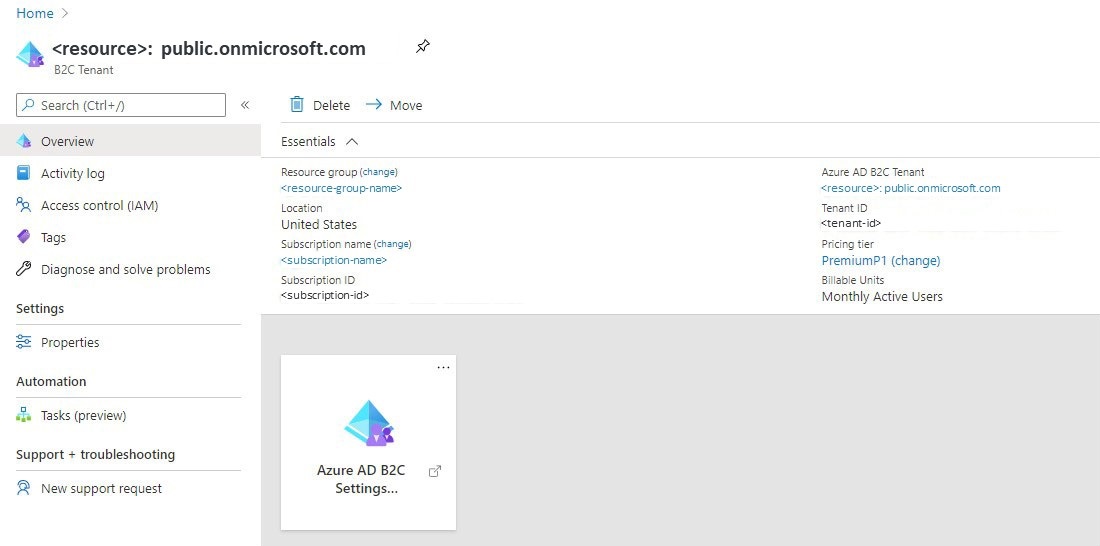 Home
<resource>: public.onmicrosoft.com
B2C Tenant
Search (Ctrl+/)
Overview
Activity log
Access control (IAM)
Tags
Diagnose and solve problems
Settings
Properties
Automation
Tasks (preview)
Support + troubleshooting
New support request
Delete Move
Essentials
Resource group (change)
<resource-group-name>
Location
United States
Subscription name (change)
<subscription-name>
Subscription ID
<subscription-id>
Azure AD B2C Tenant
<resource>: public.onmicrosoft.com
Tenant ID
<tenant-id>
Pricing tier
PremiumP1 (change)
Billable Units
Monthly Active Users
Azure AD B2C
Settings...